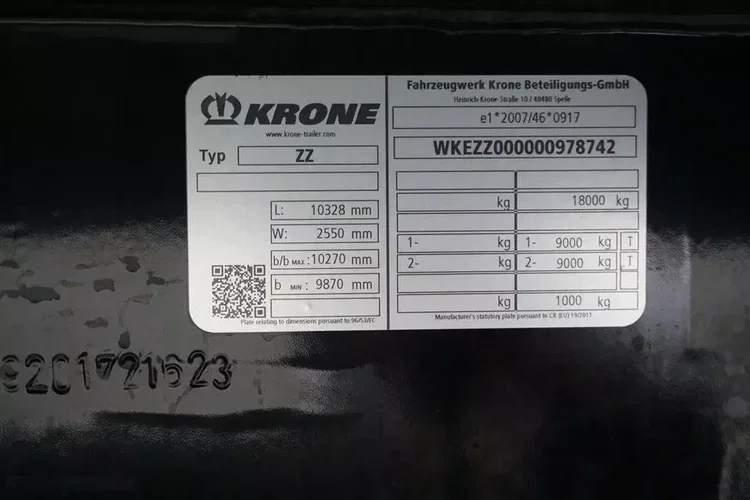 KRONE
www.krone-trailer.com
Typ ZZ
L: 10328 mm
W: 2550 mm
b/b MAX : 10270 mm
b MIN : 9870 mm
Plate relating to dimensions pursuant to 96/53/EC
Fahrzeugwerk Krone Beteiligungs-GmbH
Heinrich-Krone-Straße 10 / 48480 Spelle
e1*2007/46*0917
WKEZZ000000978742
kg 18000 kg
1- kg 1- 9000 kg T
2- kg 2- 9000 kg T
kg 1000 kg
Manufacturer's statutory plate pursuant to CR (EU) 19/2011